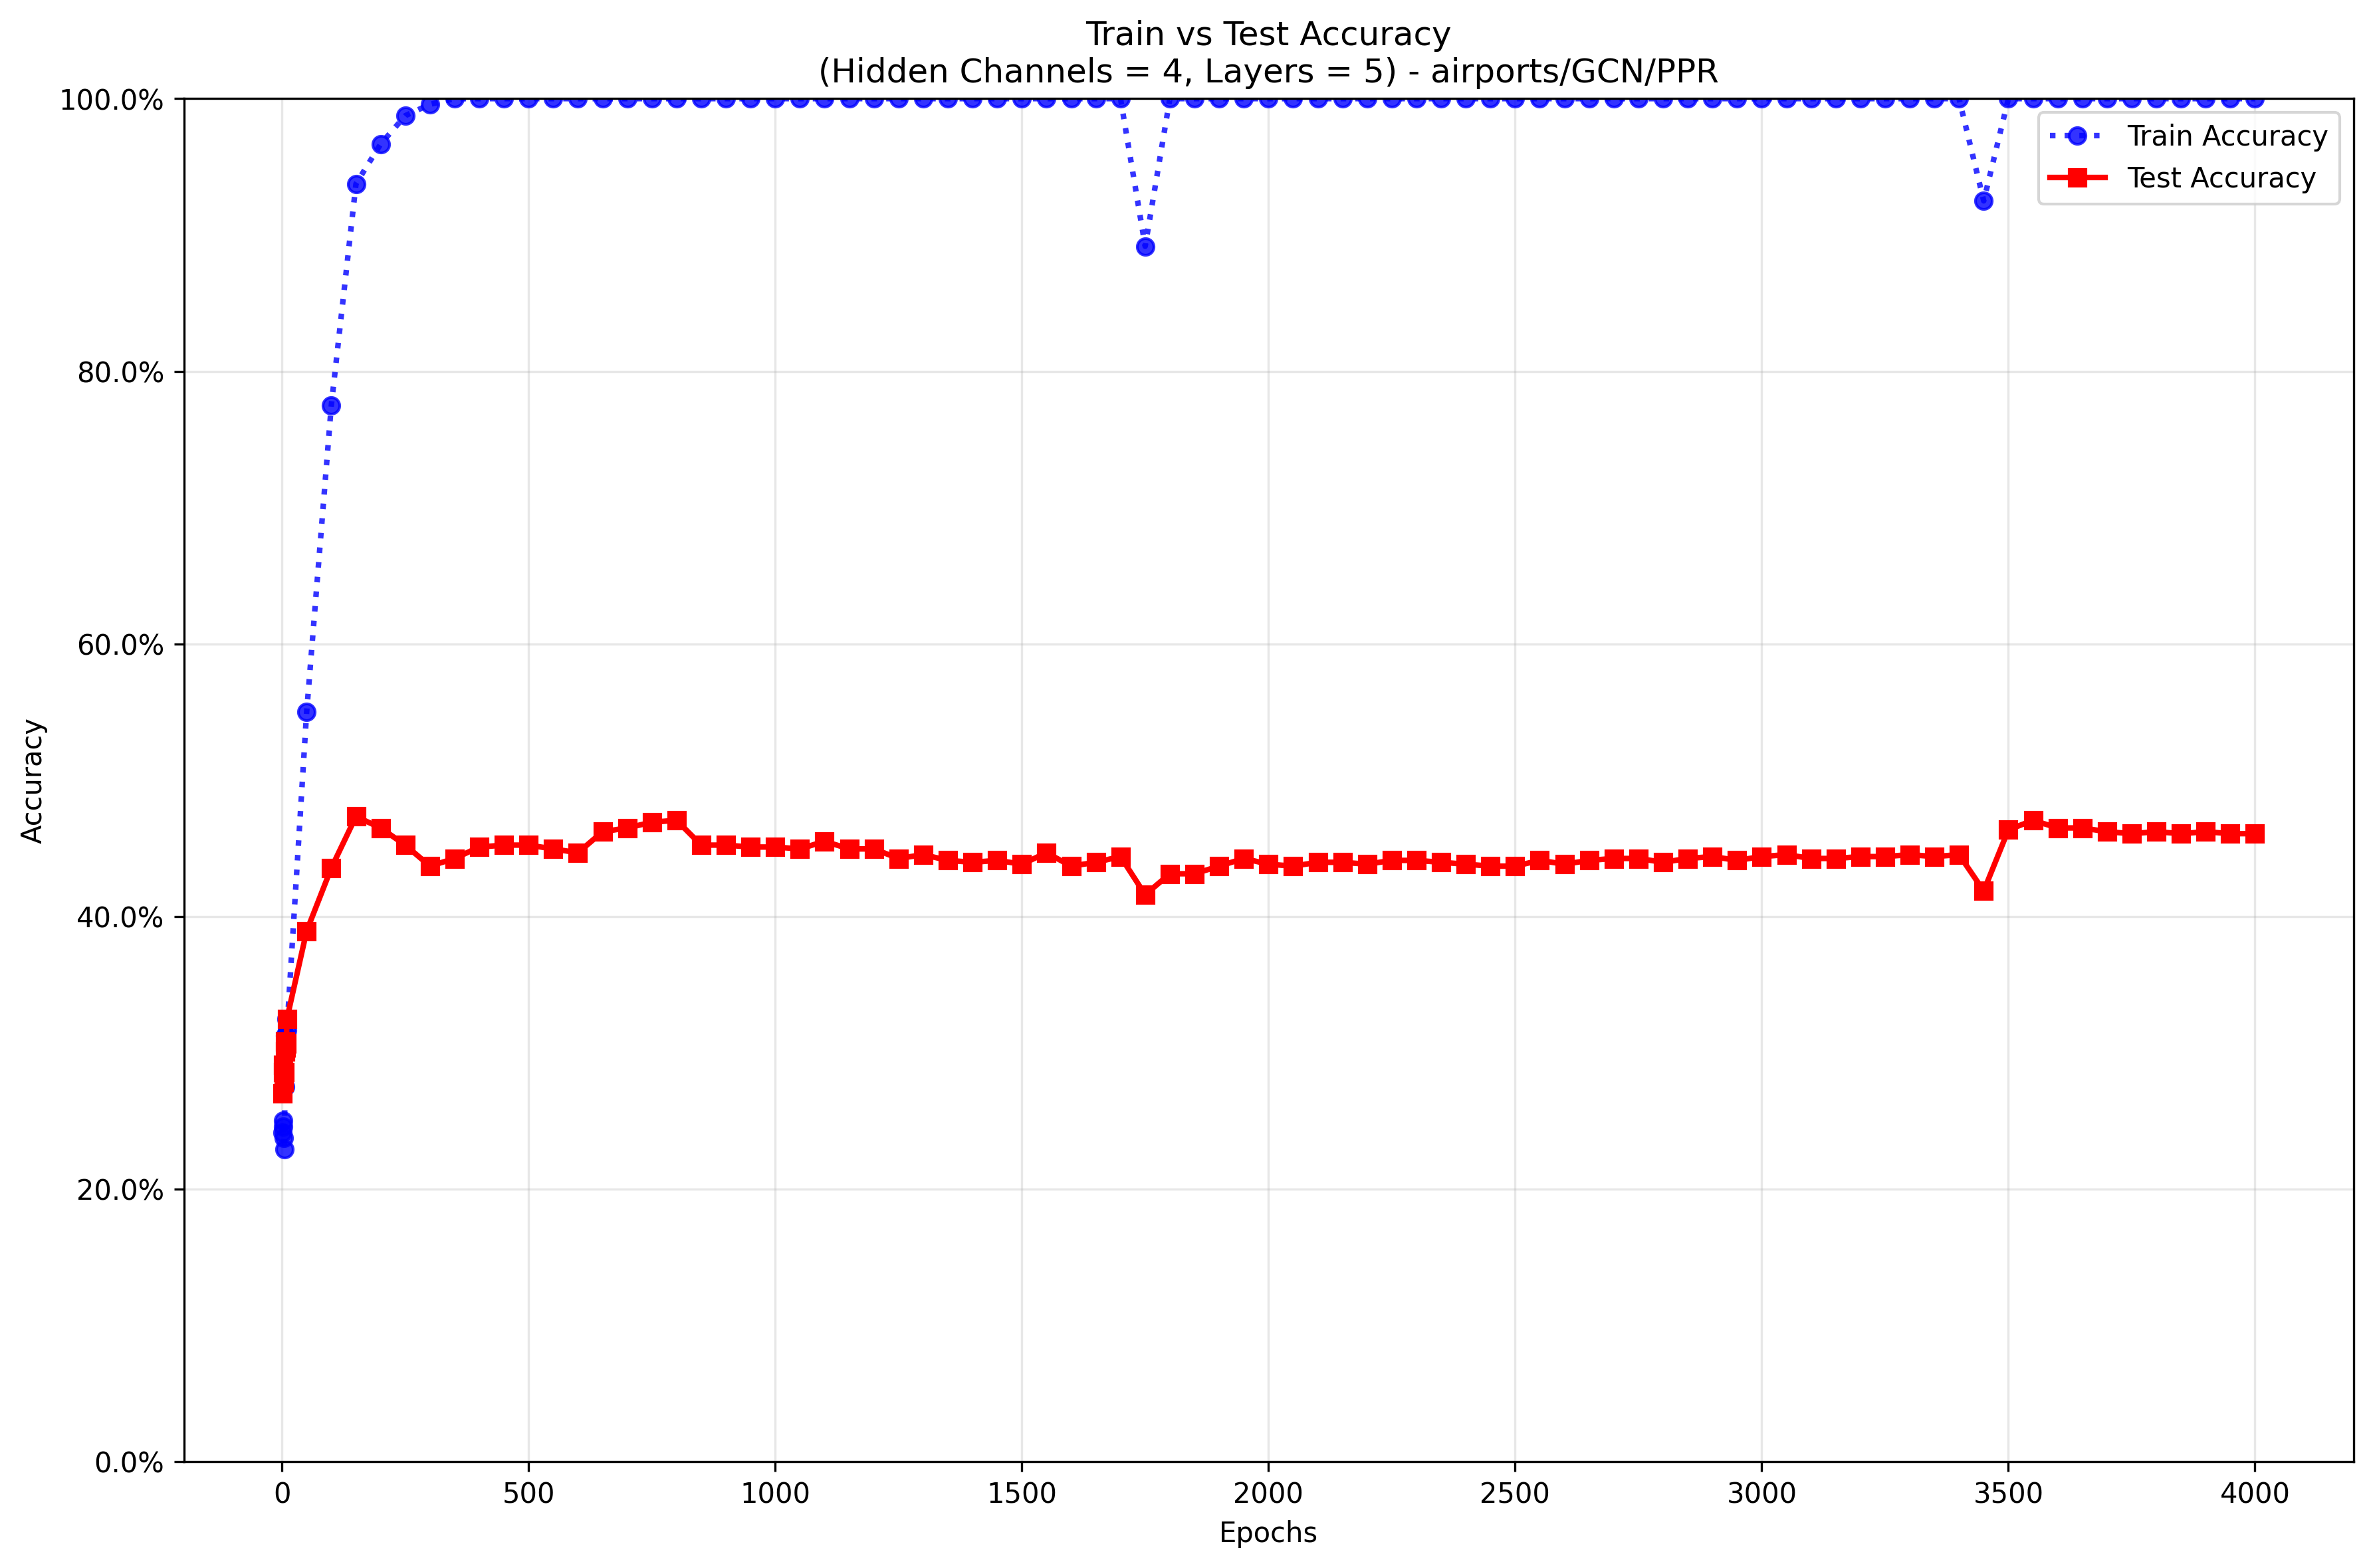 Train vs Test Accuracy
(Hidden Channels = 4, Layers = 5) - airports/GCN/PPR
100.0%
80.0%
60.0%
40.0%
20.0%
0.0%
Accuracy
Train Accuracy
Test Accuracy
0 500 1000 1500 2000 2500 3000 3500 4000
Epochs